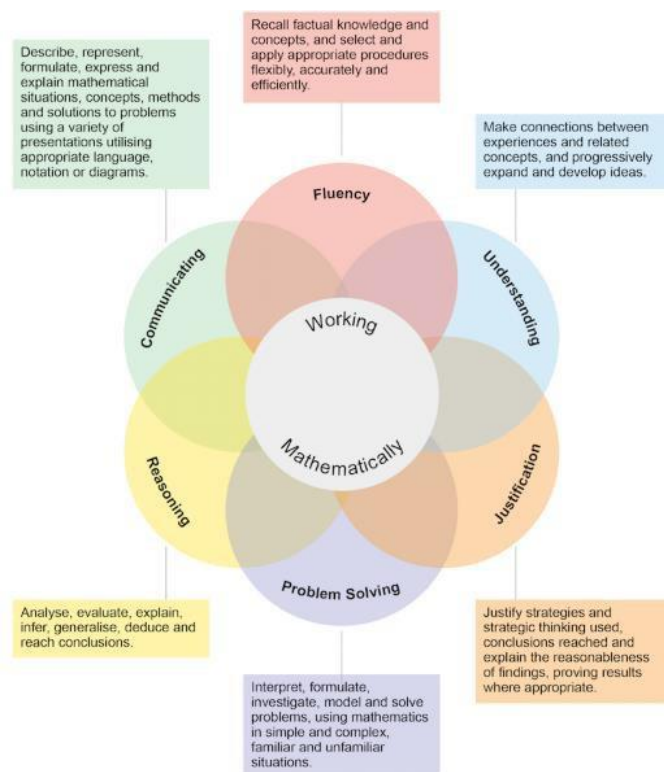 Recall factual knowledge and
concepts, and select and
apply appropriate procedures
flexibly, accurately and
efficiently.
Describe, represent,
formulate, express and
explain mathematical
situations, concepts, methods
and solutions to problems
using a variety of
presentations utilising
appropriate language,
notation or diagrams.
Make connections between
experiences and related
concepts, and progressively
expand and develop ideas.
Fluency
Communicating
Understanding
Working
Mathematically
Reasoning
Justification
Problem Solving
Analyse, evaluate, explain,
infer, generalise, deduce and
reach conclusions.
Justify strategies and
strategic thinking used,
conclusions reached and
explain the reasonableness of
findings, proving results
where appropriate.
Interpret, formulate,
investigate, model and solve
problems, using mathematics
in simple and complex,
familiar and unfamiliar
situations.